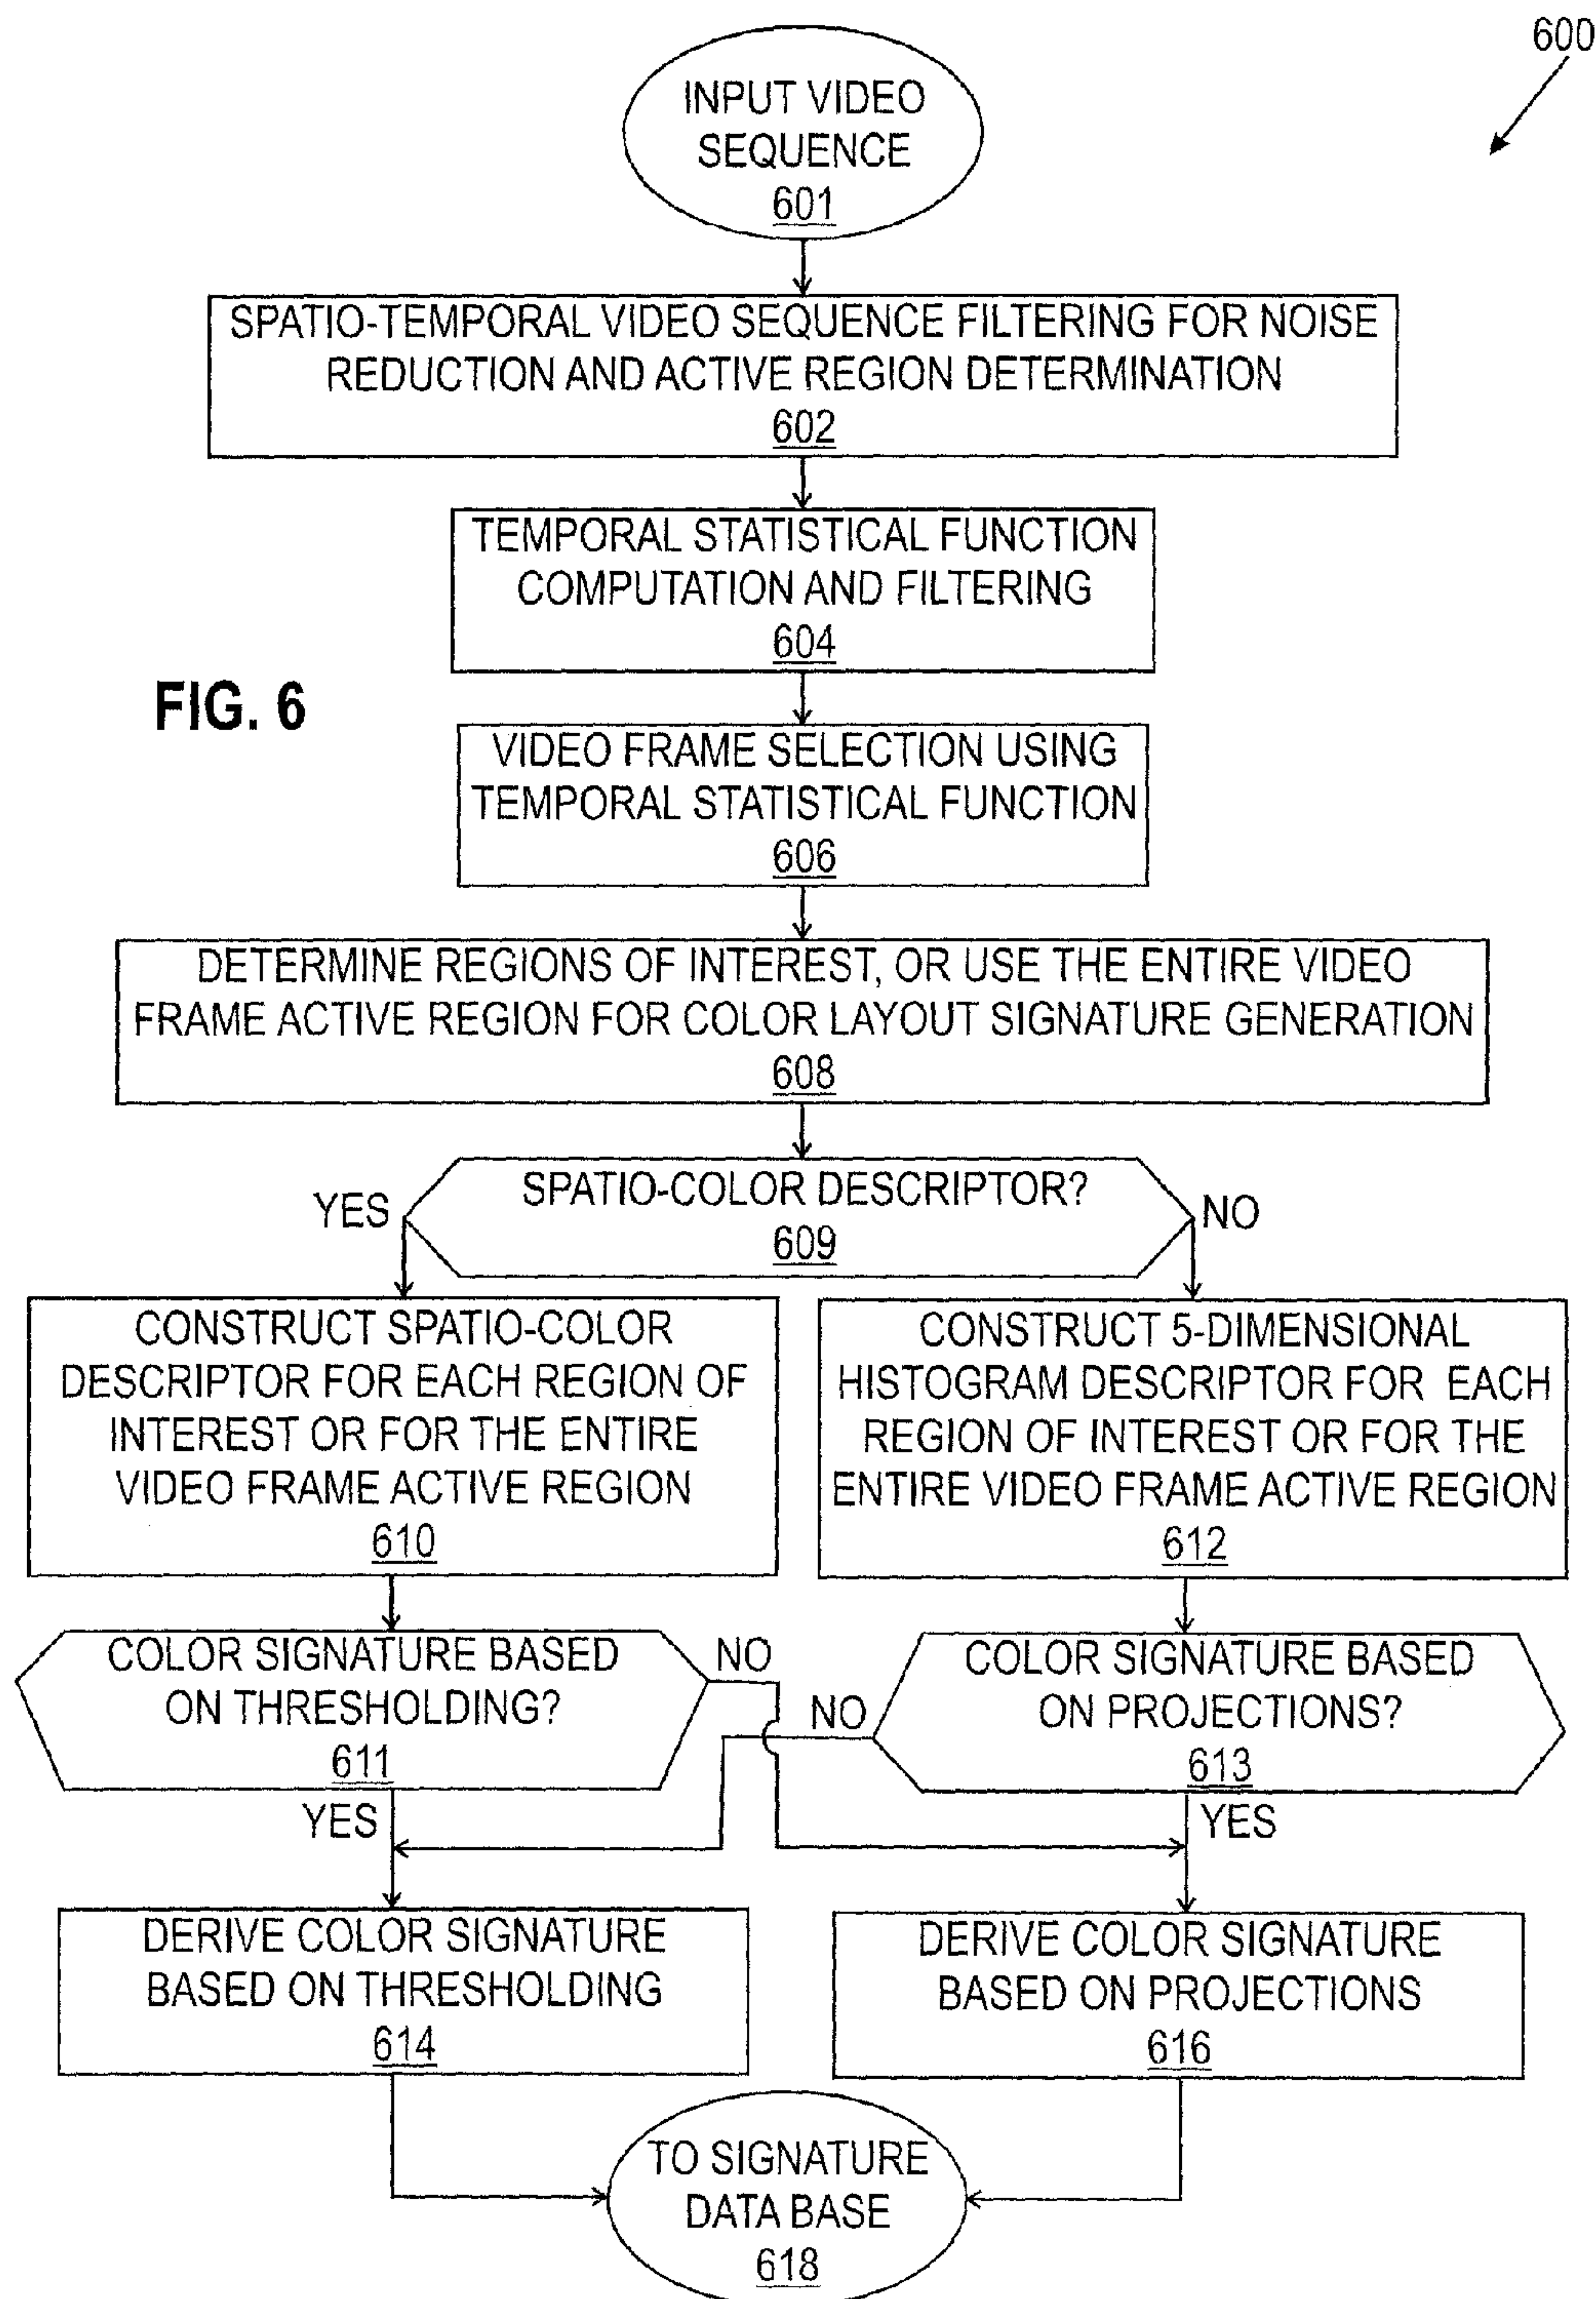 600
INPUT VIDEO
SEQUENCE
601
SPATIO-TEMPORAL VIDEO SEQUENCE FILTERING FOR NOISE
REDUCTION AND ACTIVE REGION DETERMINATION
602
TEMPORAL STATISTICAL FUNCTION
COMPUTATION AND FILTERING
604
FIG. 6
VIDEO FRAME SELECTION USING
TEMPORAL STATISTICAL FUNCTION
606
DETERMINE REGIONS OF INTEREST, OR USE THE ENTIRE VIDEO
FRAME ACTIVE REGION FOR COLOR LAYOUT SIGNATURE GENERATION
608
SPATIO-COLOR DESCRIPTOR?
609
YES
NO
CONSTRUCT SPATIO-COLOR
DESCRIPTOR FOR EACH REGION OF
INTEREST OR FOR THE ENTIRE
VIDEO FRAME ACTIVE REGION
610
CONSTRUCT 5-DIMENSIONAL
HISTOGRAM DESCRIPTOR FOR EACH
REGION OF INTEREST OR FOR THE
ENTIRE VIDEO FRAME ACTIVE REGION
612
COLOR SIGNATURE BASED
ON THRESHOLDING?
611
NO
YES
COLOR SIGNATURE BASED
ON PROJECTIONS?
613
NO
YES
DERIVE COLOR SIGNATURE
BASED ON THRESHOLDING
614
DERIVE COLOR SIGNATURE
BASED ON PROJECTIONS
616
TO SIGNATURE
DATA BASE
618